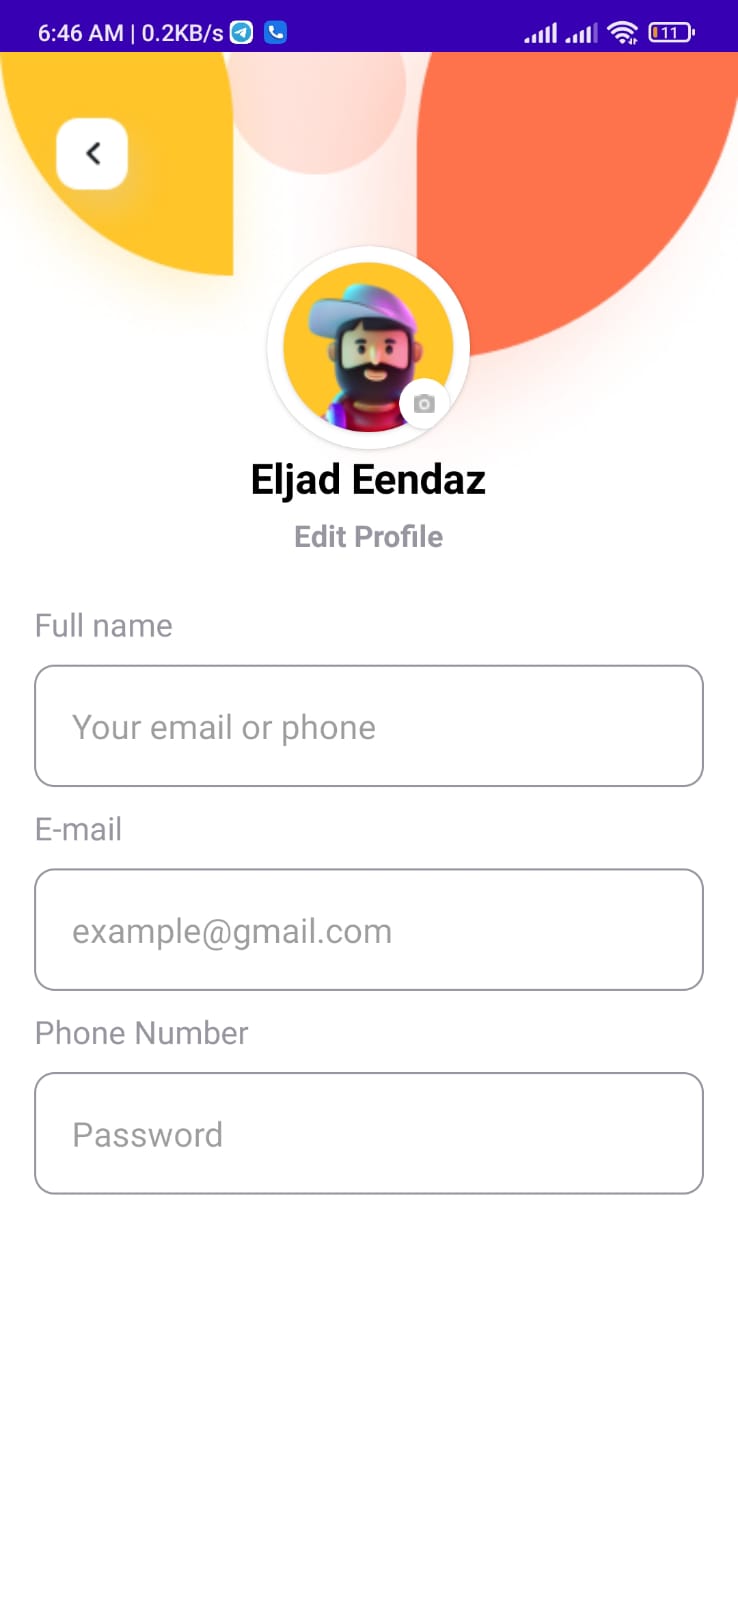 6:46 AM | 0.2KB/s 11
Eljad Eendaz
Edit Profile
Full name
Your email or phone
E-mail
example@gmail.com
Phone Number
Password